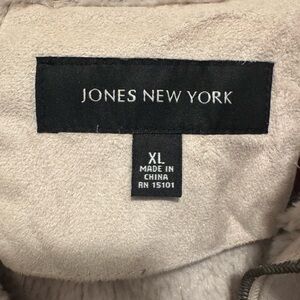 JONES NEW YORK
XL
MADE IN
CHINA
RN 15101